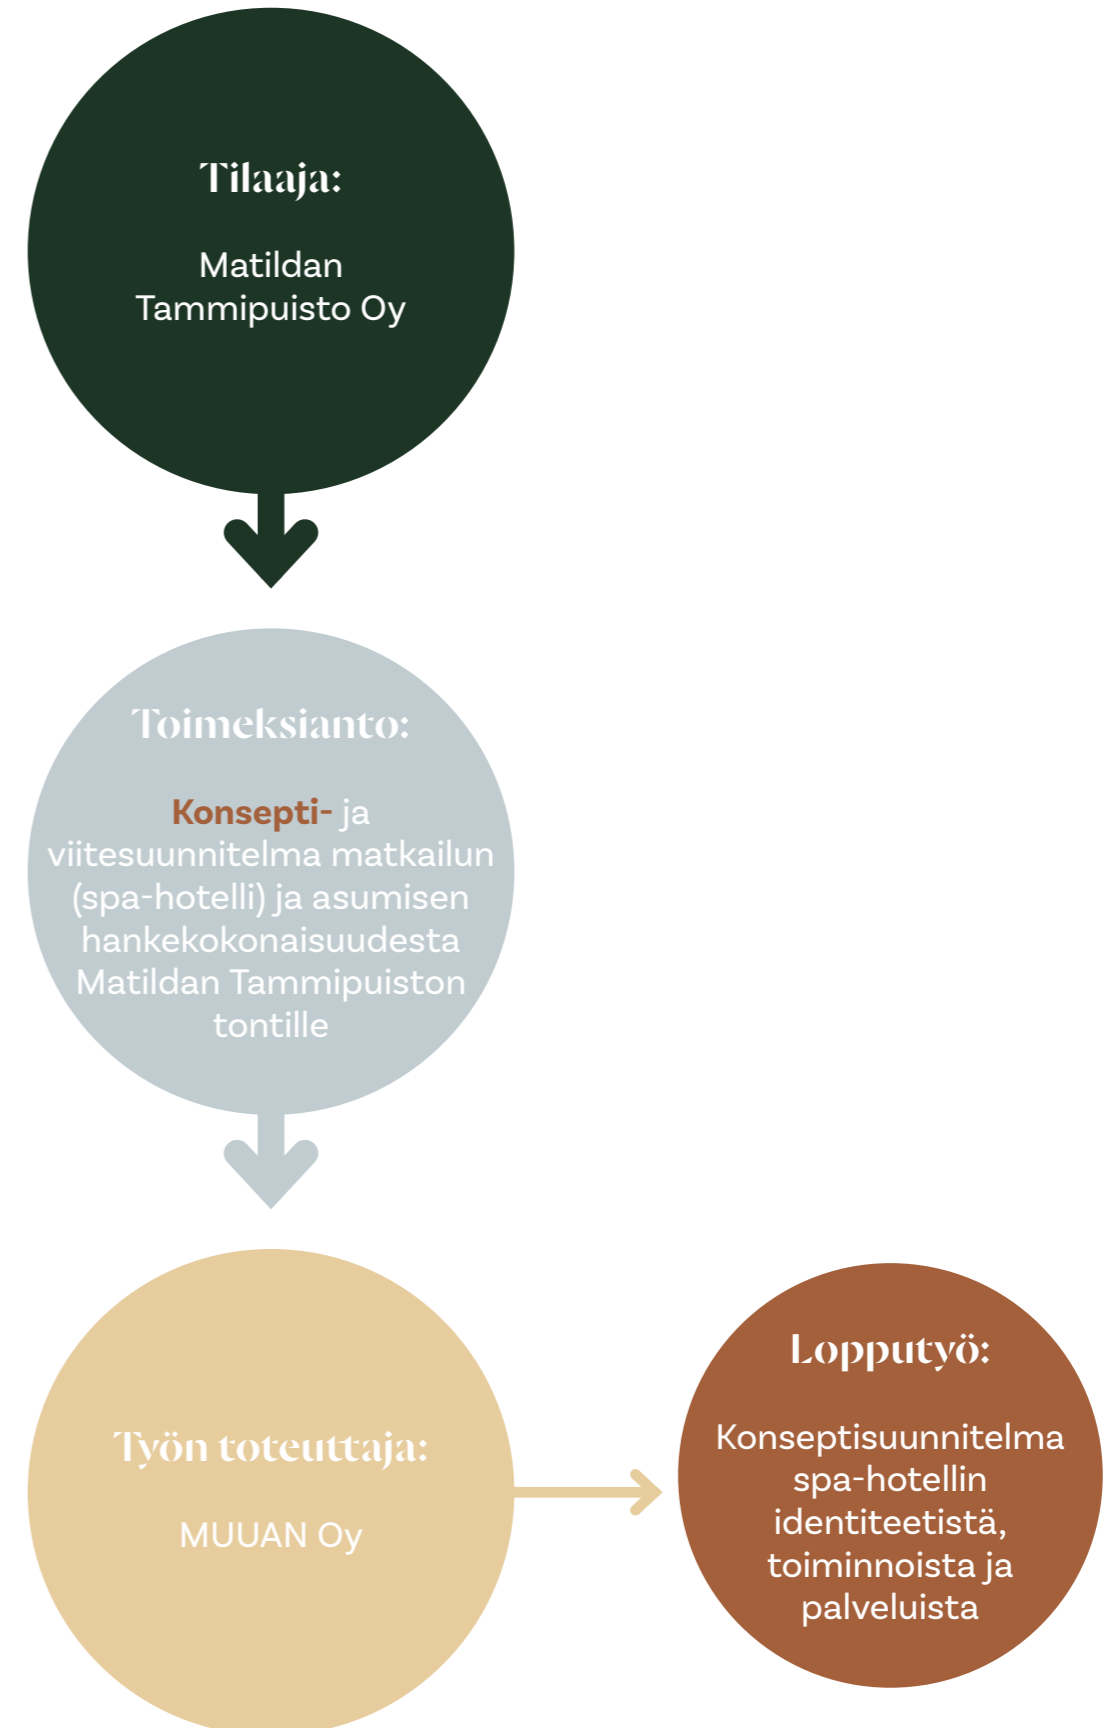 Tilaaja:
Matildan
Tammipuisto Oy
Toimeksianto:
Konsepti- ja
viitesuunnitelma matkailun
(spa-hotelli) ja asumisen
hankekokonaisuudesta
Matildan Tammipuiston
tontille
Työn toteuttaja:
MUUAN Oy
Lopputyö:
Konseptisuunnitelma
spa-hotellin
identiteetistä,
toiminnoista ja
palveluista